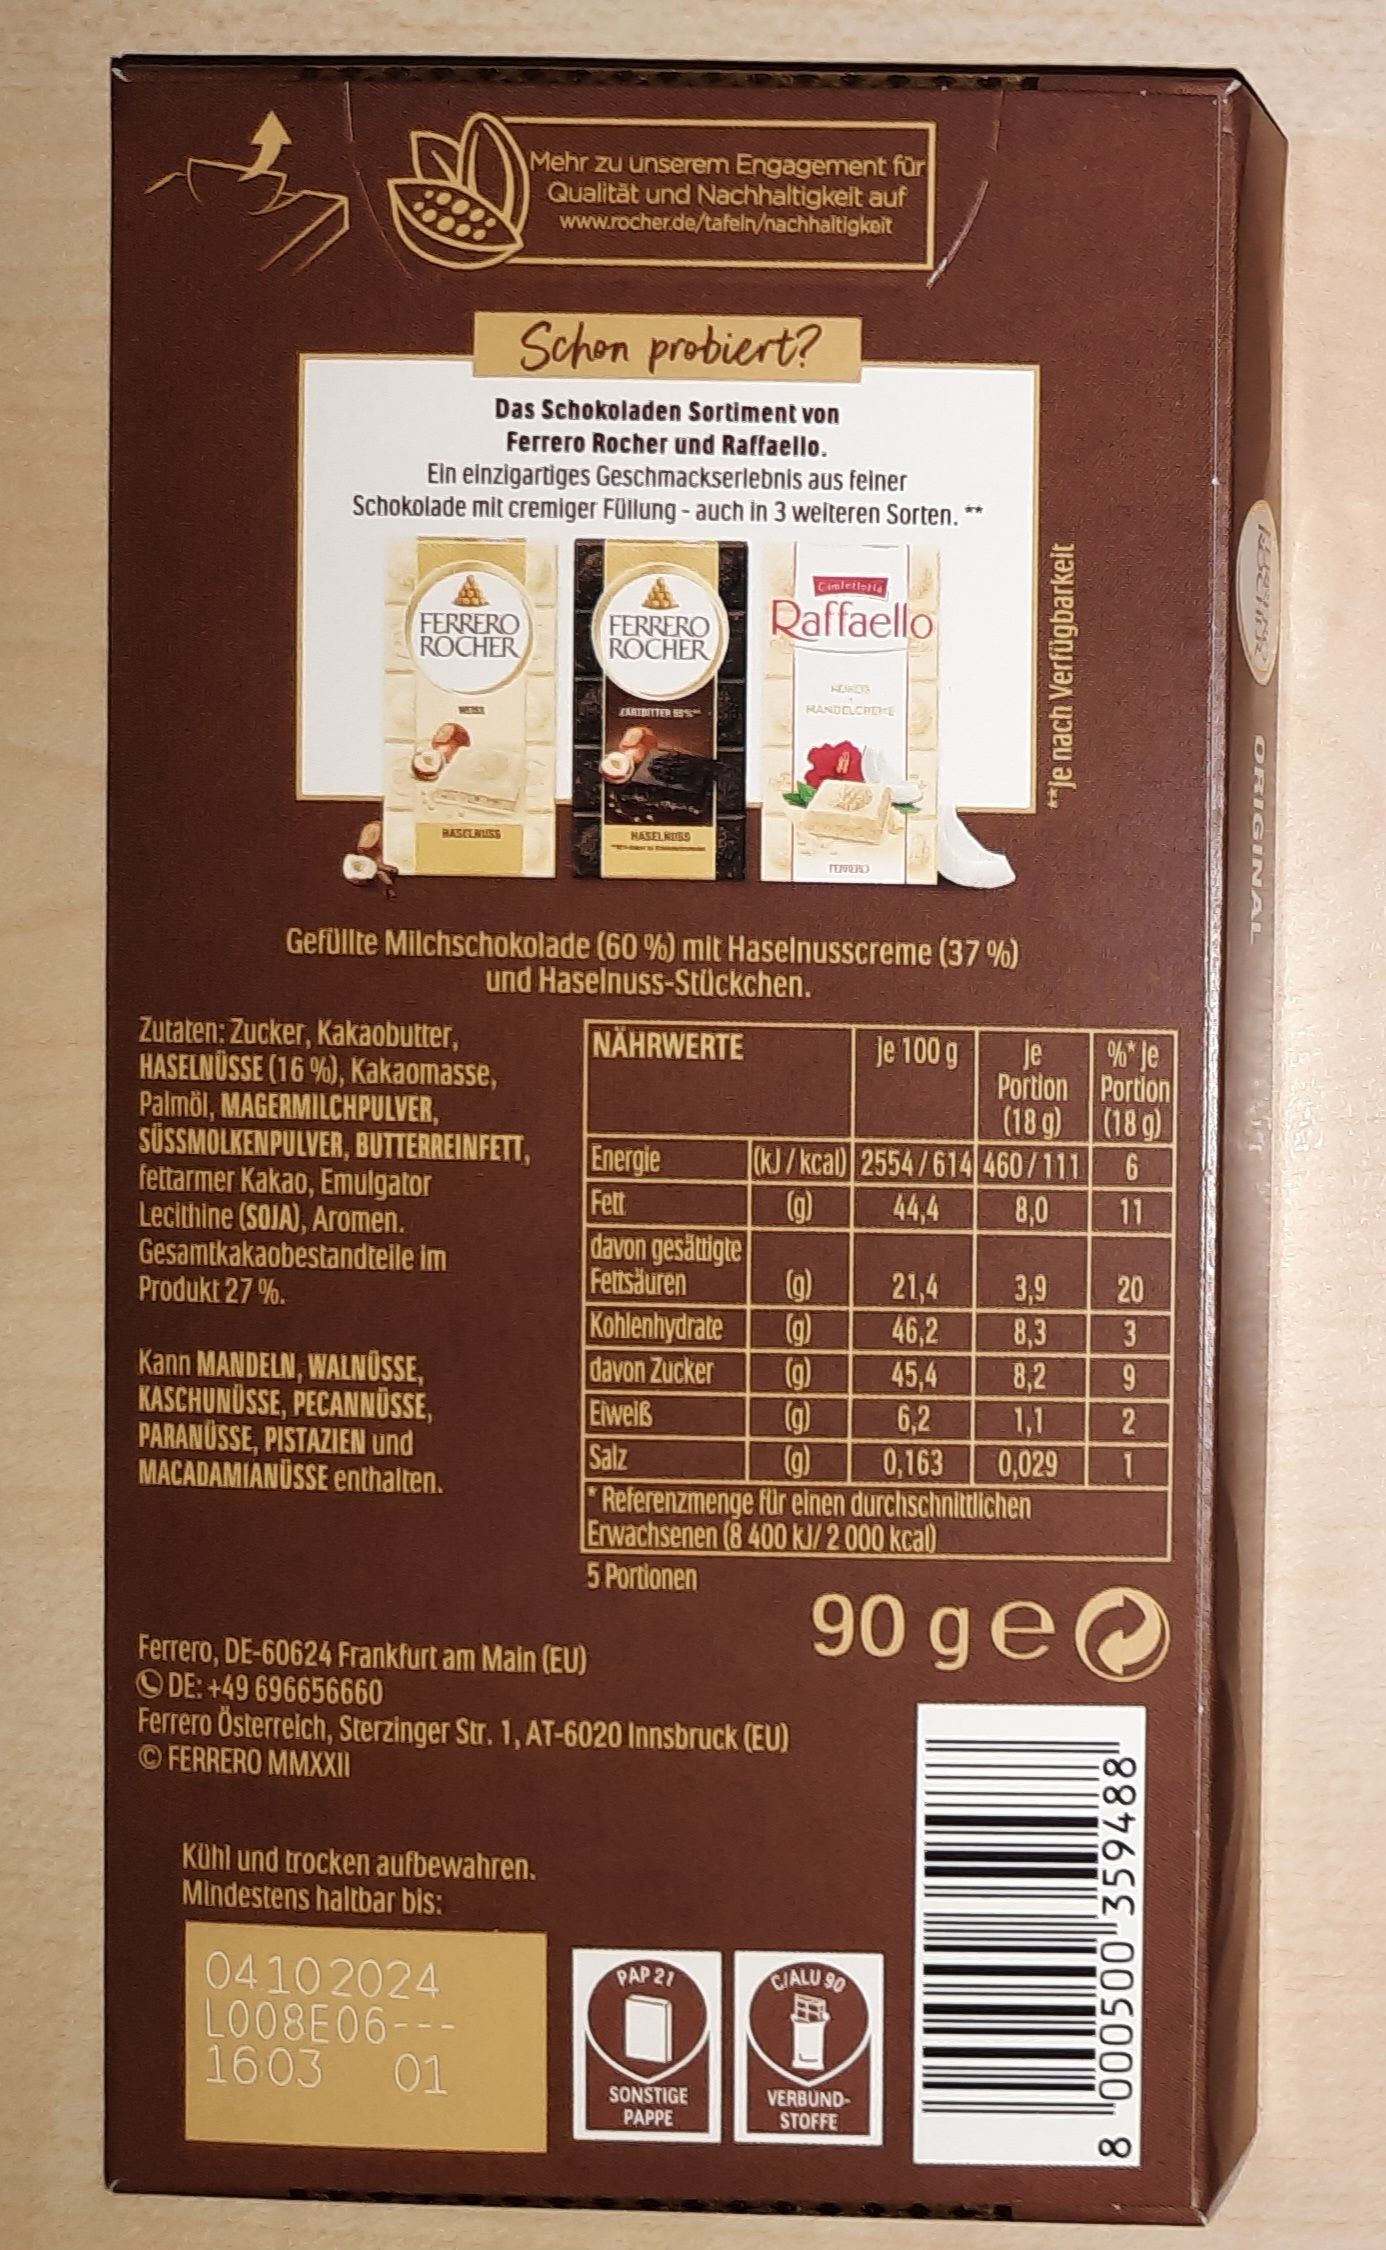 Mehr zu unserem Engagement für
Qualität und Nachhaltigkeit auf
www.rocher.de/tafeln/nachhaltigkeit
Schon probiert?
Das Schokoladen Sortiment von
Ferrero Rocher und Raffaello.
Ein einzigartiges Geschmackserlebnis aus feiner
Schokolade mit cremiger Füllung - auch in 3 weiteren Sorten. **
FERRERO
ROCHER
WEISS
HASELNUSS
FERRERO
ROCHER
ZARTBITTER 55%
HASELNUSS
Raffaello
MANDELCREME
FERRERO
**je nach Verfügbarkeit
ROCHER
ORIGINAL
Gefüllte Milchschokolade (60 %) mit Haselnusscreme (37 %)
und Haselnuss-Stückchen.
Zutaten: Zucker, Kakaobutter,
HASELNÜSSE (16 %), Kakaomasse,
Palmöl, MAGERMILCHPULVER,
SÜSSMOLKENPULVER, BUTTERREINFETT,
fettarmer Kakao, Emulgator
Lecithine (SOJA), Aromen.
Gesamtkakaobestandteile im
Produkt 27 %.
Kann MANDELN, WALNÜSSE,
KASCHUNÜSSE, PECANNÜSSE,
PARANÜSSE, PISTAZIEN und
MACADAMIANÜSSE enthalten.
NÄHRWERTE je 100 g je Portion (18 g) %* je Portion (18 g)
Energie (kJ / kcal) 2554 / 614 460 / 111 6
Fett (g) 44,4 8,0 11
davon gesättigte
Fettsäuren (g) 21,4 3,9 20
Kohlenhydrate (g) 46,2 8,3 3
davon Zucker (g) 45,4 8,2 9
Eiweiß (g) 6,2 1,1 2
Salz (g) 0,163 0,029 1
* Referenzmenge für einen durchschnittlichen
Erwachsenen (8 400 kJ/ 2 000 kcal)
5 Portionen
90 g e
Ferrero, DE-60624 Frankfurt am Main (EU)
DE: +49 696656660
Ferrero Österreich, Sterzinger Str. 1, AT-6020 Innsbruck (EU)
© FERRERO MMXXII
Kühl und trocken aufbewahren.
Mindestens haltbar bis:
04.10 2024
L008E06---
16:03 01
PAP 21
SONSTIGE
PAPPE
C/ALU 90
VERBUND-
STOFFE
8 000500 359488